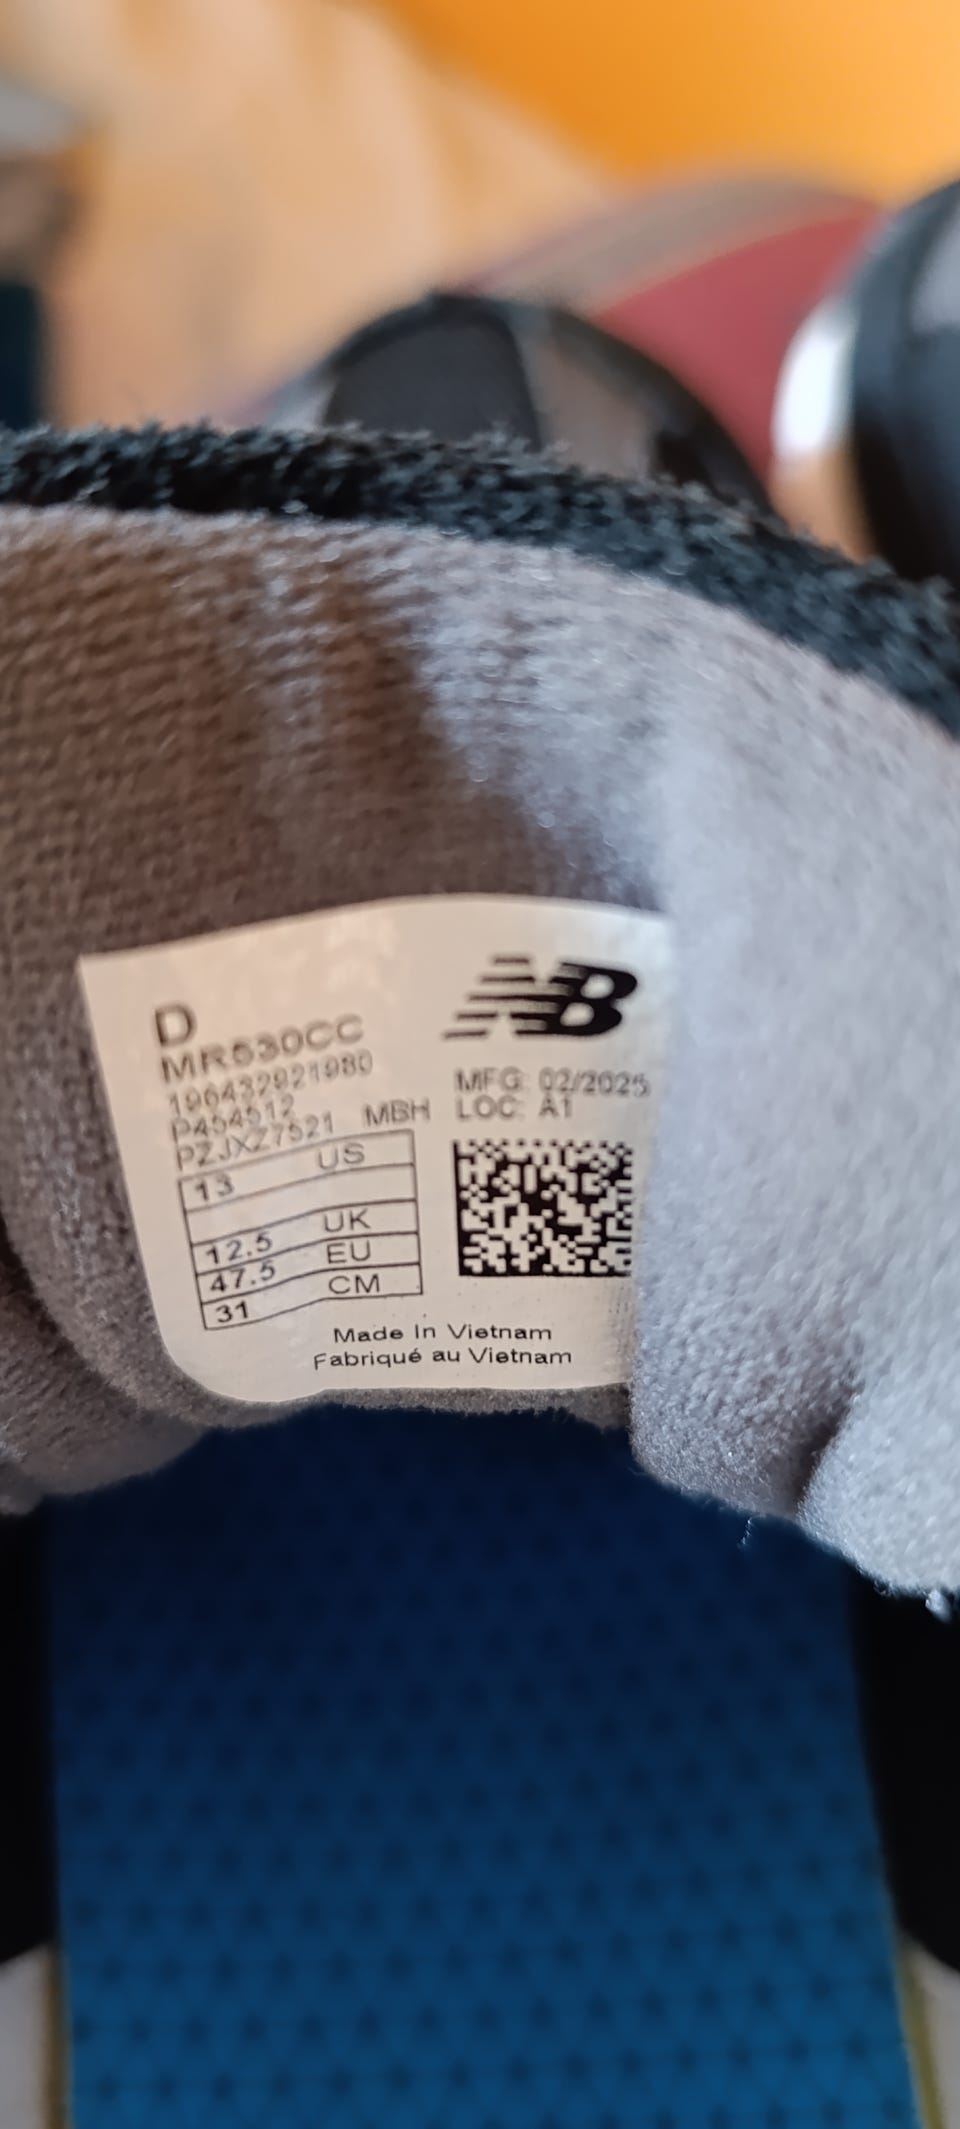 D
MR530CC
196432921980
P454512
PZJXZ7521 MBH
US
13
UK
12.5
EU
47.5
CM
31
NB
MFG: 02/2025
LOC: A1
Made In Vietnam
Fabriqué au Vietnam